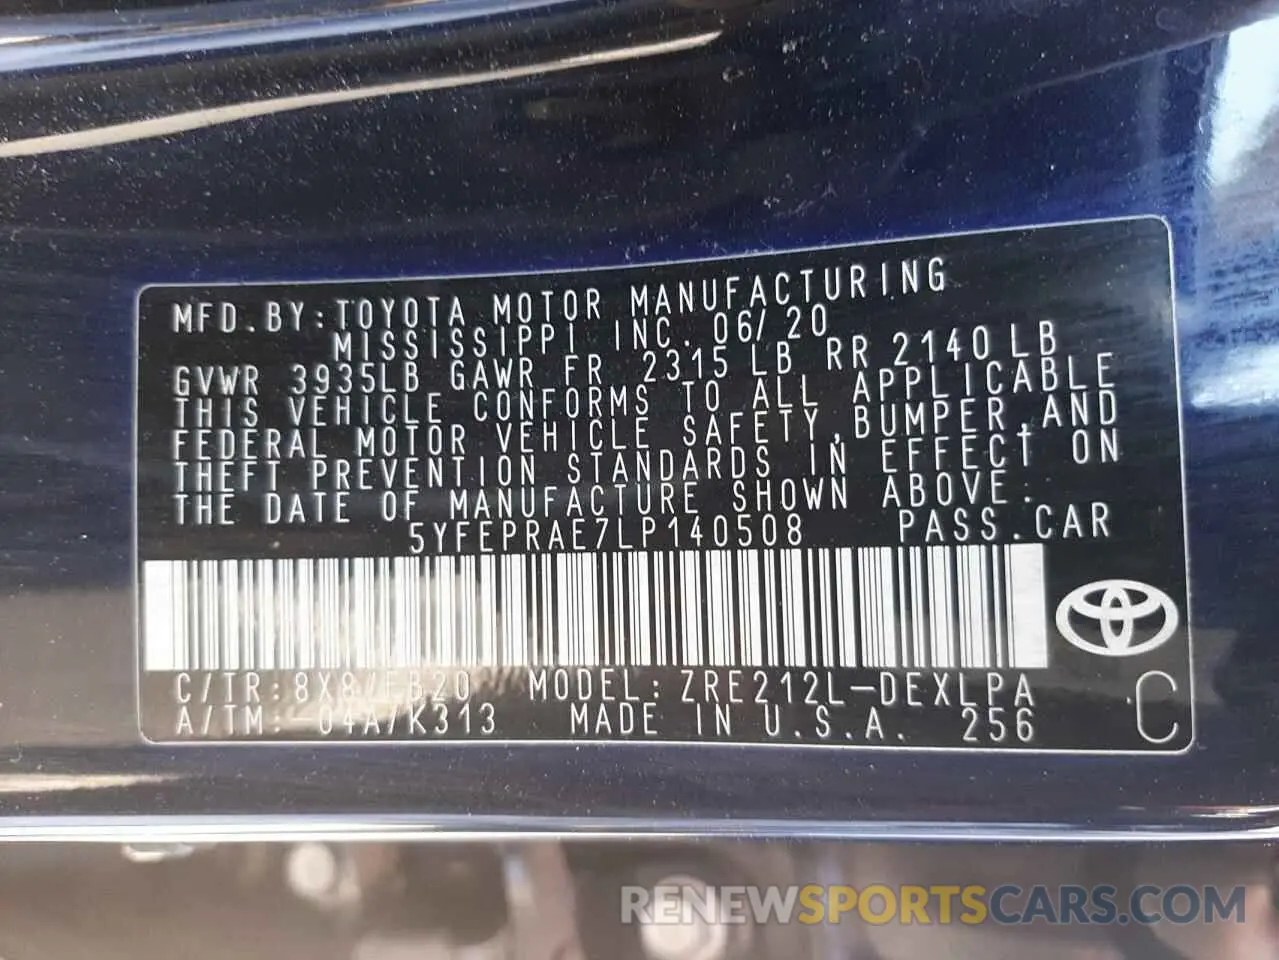 MFD.BY:TOYOTA MOTOR MANUFACTURING
MISSISSIPPI INC. 06/20
GVWR 3935LB GAWR FR 2315 LB RR 2140 LB
THIS VEHICLE CONFORMS TO ALL APPLICABLE
FEDERAL MOTOR VEHICLE SAFETY,BUMPER,AND
THEFT PREVENTION STANDARDS IN EFFECT ON
THE DATE OF MANUFACTURE SHOWN ABOVE.
5YFEPRAE7LP140508 PASS.CAR
C/TR:8X8/FB20 MODEL:ZRE212L-DEXLPA
A/TM:-04A/K313 MADE IN U.S.A. 256
C
RENEWSPORTSCARS.COM